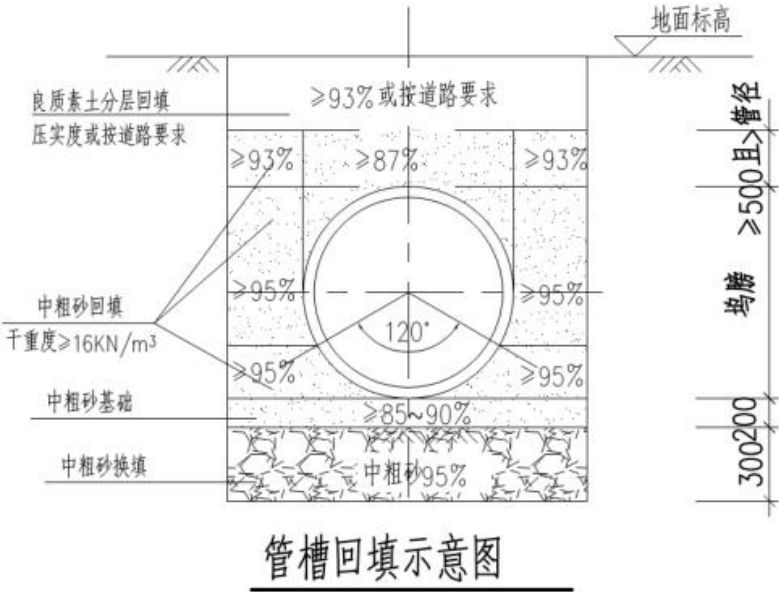 地面标高
≥93%或按道路要求
良质素土分层回填
压实度或按道路要求
≥93%
≥87%
≥93%
≥500且>管径
中粗砂回填
干重度≥16KN/m³
≥95%
≥95%
120°
≥95%
≥95%
中粗砂基础
≥85~90%
200
中粗砂换填
中粗砂95%
300
管槽回填示意图